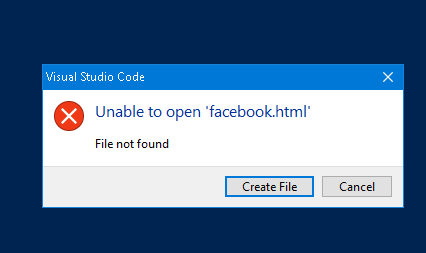 Visual Studio Code
Unable to open 'facebook.html'
File not found
Create File
Cancel